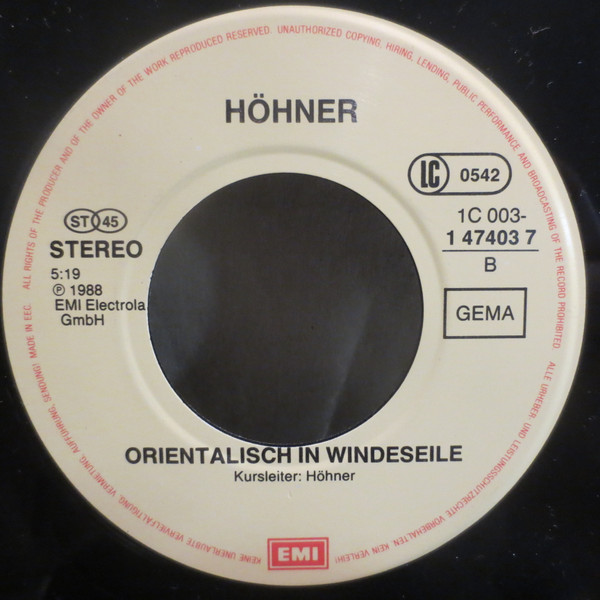 ALL RIGHTS OF THE PRODUCER AND OF THE OWNER OF THE WORK REPRODUCED RESERVED. UNAUTHORIZED COPYING, HIRING, LENDING, PUBLIC PERFORMANCE AND BROADCASTING OF THE RECORD PROHIBITED.
HÖHNER
LC 0542
1C 003-
1 47403 7
B
GEMA
ST 45
STEREO
5:19
℗ 1988
EMI Electrola
GmbH
ORIENTALISCH IN WINDESEILE
Kursleiter: Höhner
EMI
ALLE URHEBER- UND LEISTUNGSSCHUTZRECHTE VORBEHALTEN. KEIN VERLEIH! KEINE UNERLAUBTE VERVIELFÄLTIGUNG, VERMIETUNG, AUFFÜHRUNG, SENDUNG! MADE IN EEC.